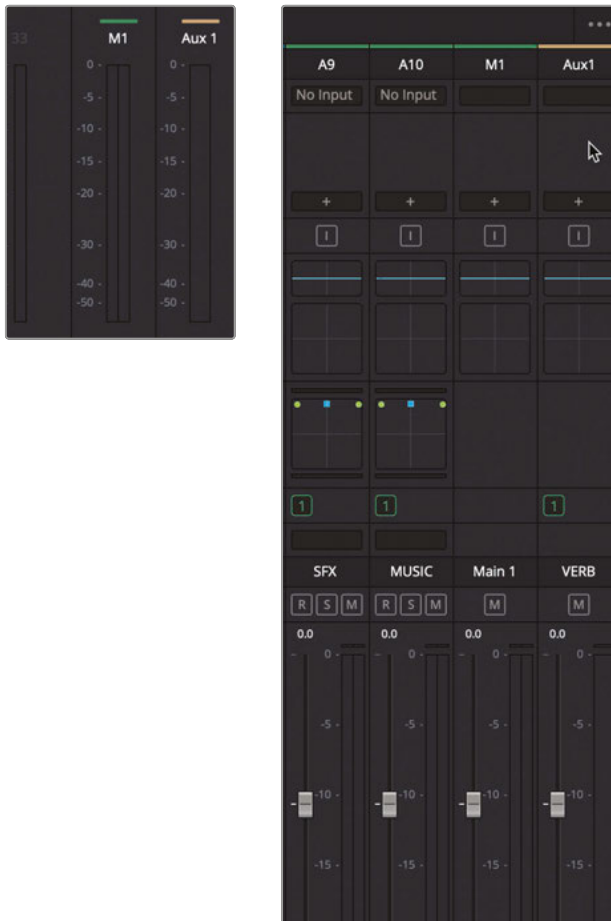 33 M1 Aux 1
0 - 0 -
-5 - -5 -
-10 - -10 -
-15 - -15 -
-20 - -20 -
-30 - -30 -
-40 - -40 -
-50 - -50 -
A9 A10 M1 Aux1
No Input No Input
+ + + +
I I I I
1 1 1
SFX MUSIC Main 1 VERB
R S M R S M M M
0.0 0.0 0.0 0.0
0 - 0 - 0 - 0 -
-5 - -5 - -5 - -5 -
-10 - -10 - -10 - -10 -
-15 - -15 - -15 - -15 -